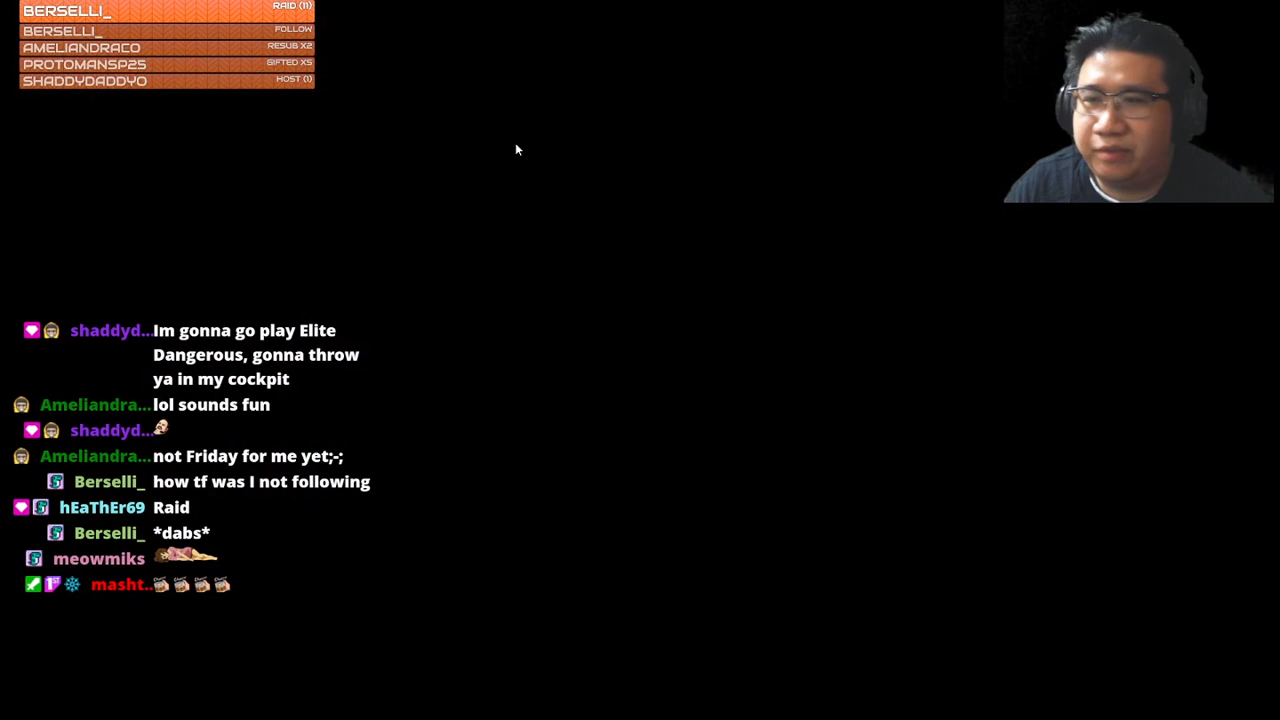 BERSELLI_ RAID (11)
BERSELLI_ FOLLOW
AMELIANDRACO RESUB X2
PROTOMANSP25 GIFTED X5
SHADDYDADDYO HOST (1)
shaddyd... Im gonna go play Elite
Dangerous, gonna throw
ya in my cockpit
Ameliandra... lol sounds fun
shaddyd...
Ameliandra... not Friday for me yet;-;
Berselli_ how tf was I not following
hEaThEr69 Raid
Berselli_ *dabs*
meowmiks
masht..